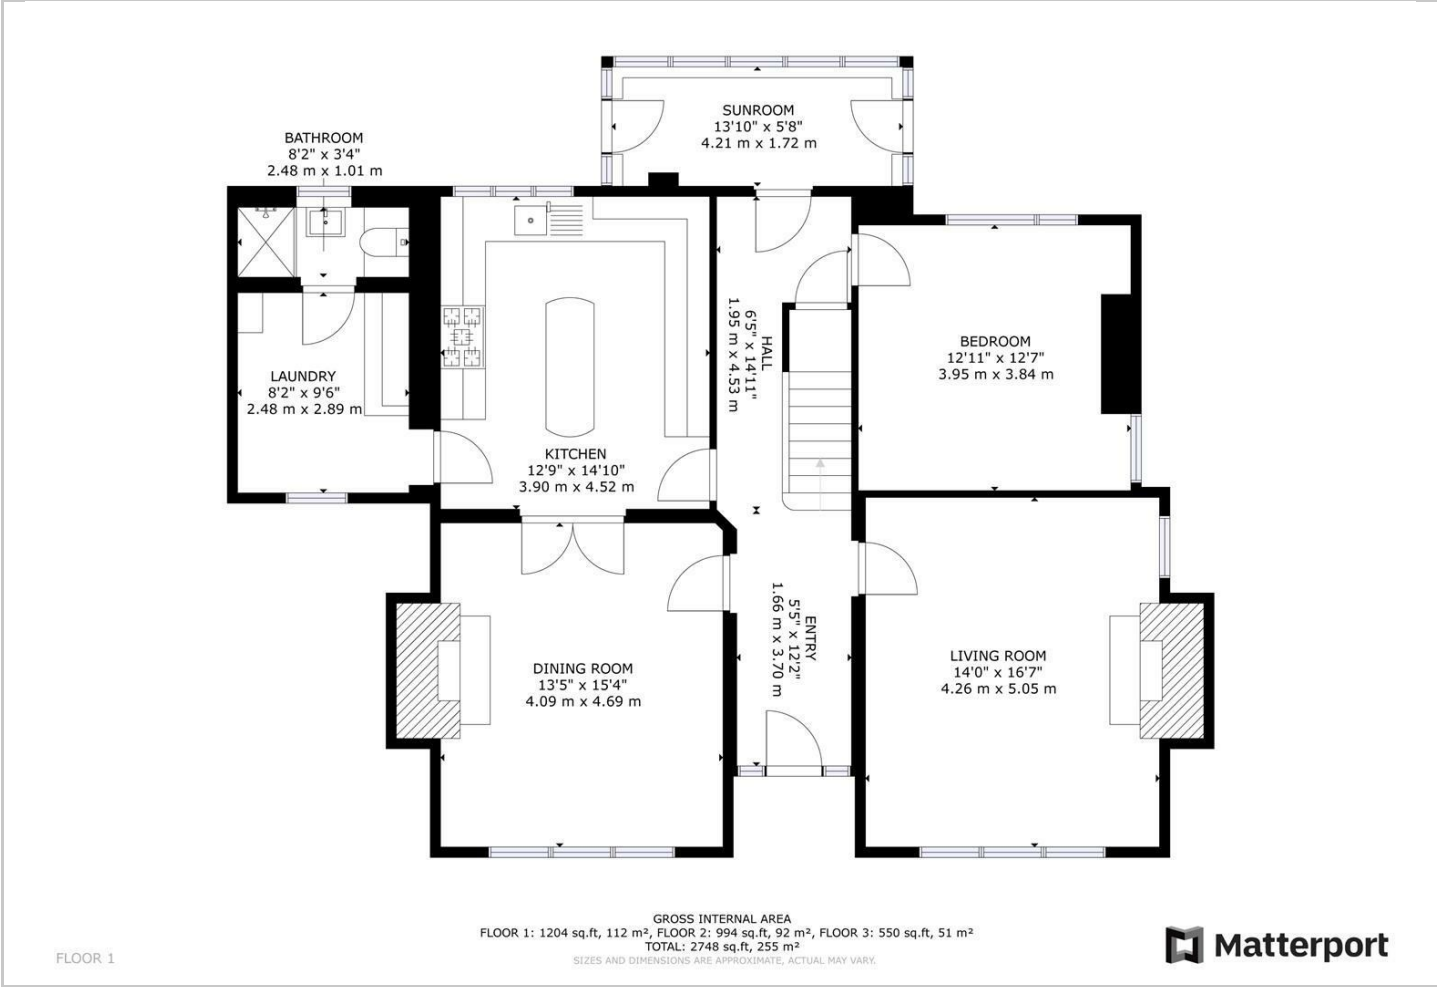 SUNROOM
13'10" x 5'8"
4.21 m x 1.72 m
BATHROOM
8'2" x 3'4"
2.48 m x 1.01 m
HALL
6'5" x 14'11"
1.95 m x 4.53 m
BEDROOM
12'11" x 12'7"
3.95 m x 3.84 m
LAUNDRY
8'2" x 9'6"
2.48 m x 2.89 m
KITCHEN
12'9" x 14'10"
3.90 m x 4.52 m
ENTRY
5'5" x 12'2"
1.66 m x 3.70 m
DINING ROOM
13'5" x 15'4"
4.09 m x 4.69 m
LIVING ROOM
14'0" x 16'7"
4.26 m x 5.05 m
GROSS INTERNAL AREA
FLOOR 1: 1204 sq.ft, 112 m², FLOOR 2: 994 sq.ft, 92 m², FLOOR 3: 550 sq.ft, 51 m²
TOTAL: 2748 sq.ft, 255 m²
SIZES AND DIMENSIONS ARE APPROXIMATE, ACTUAL MAY VARY.
FLOOR 1
Matterport